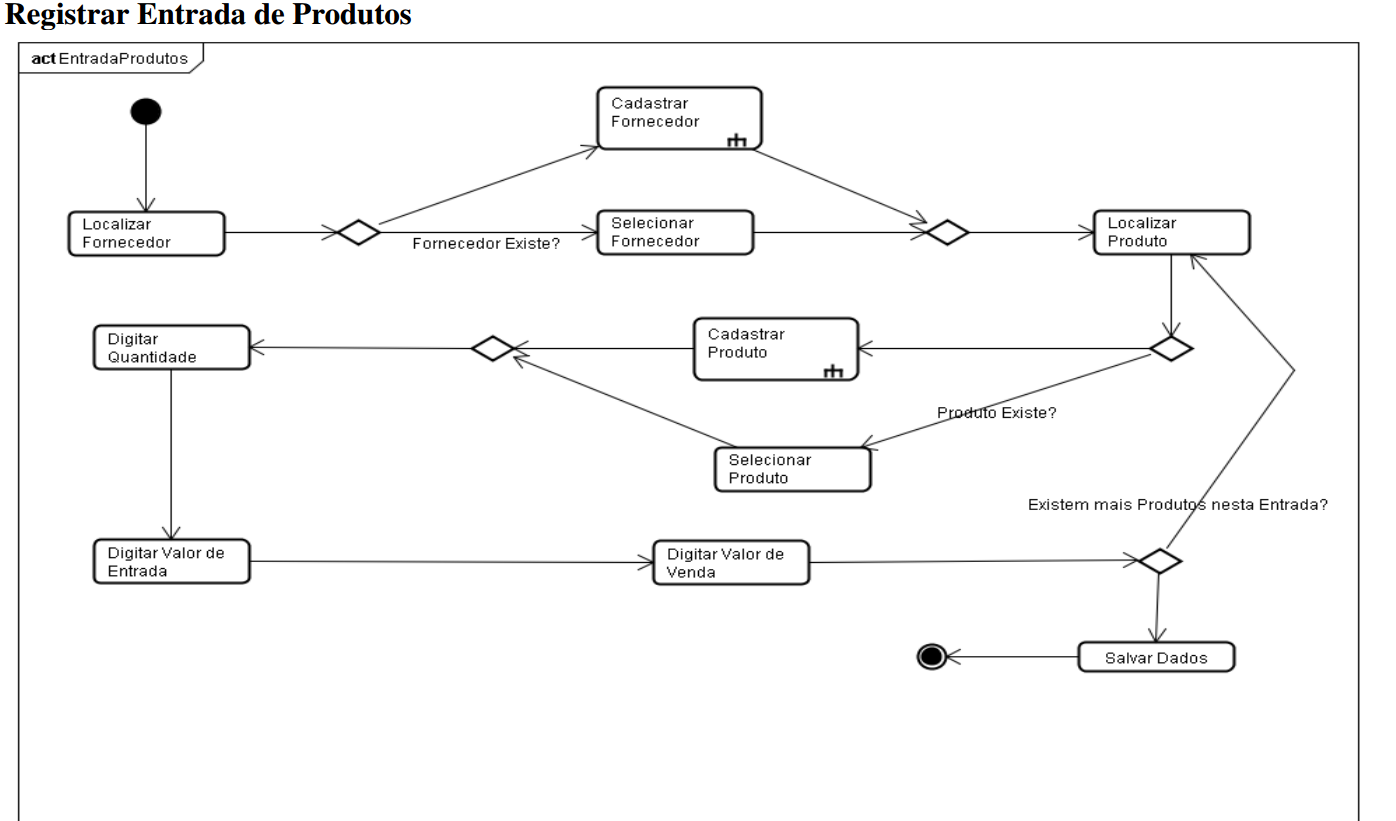 Registrar Entrada de Produtos
act EntradaProdutos
Cadastrar
Fornecedor
Localizar
Fornecedor
Fornecedor Existe?
Selecionar
Fornecedor
Localizar
Produto
Digitar
Quantidade
Cadastrar
Produto
Produto Existe?
Selecionar
Produto
Existem mais Produtos nesta Entrada?
Digitar Valor de
Entrada
Digitar Valor de
Venda
Salvar Dados